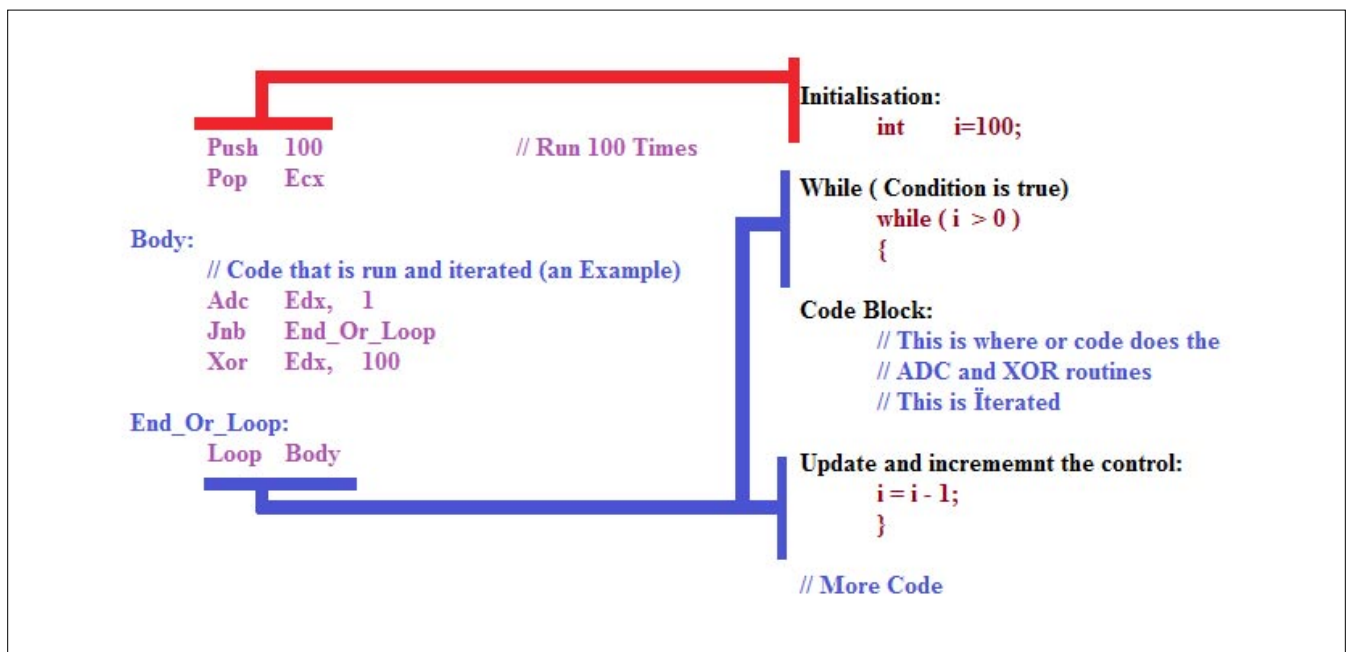 Push 100 // Run 100 Times
Pop Ecx
Body:
// Code that is run and iterated (an Example)
Adc Edx, 1
Jnb End_Or_Loop
Xor Edx, 100
End_Or_Loop:
Loop Body
Initialisation:
int i=100;
While ( Condition is true)
while ( i > 0 )
{
Code Block:
// This is where or code does the
// ADC and XOR routines
// This is Ïterated
Update and incrememnt the control:
i = i - 1;
}
// More Code